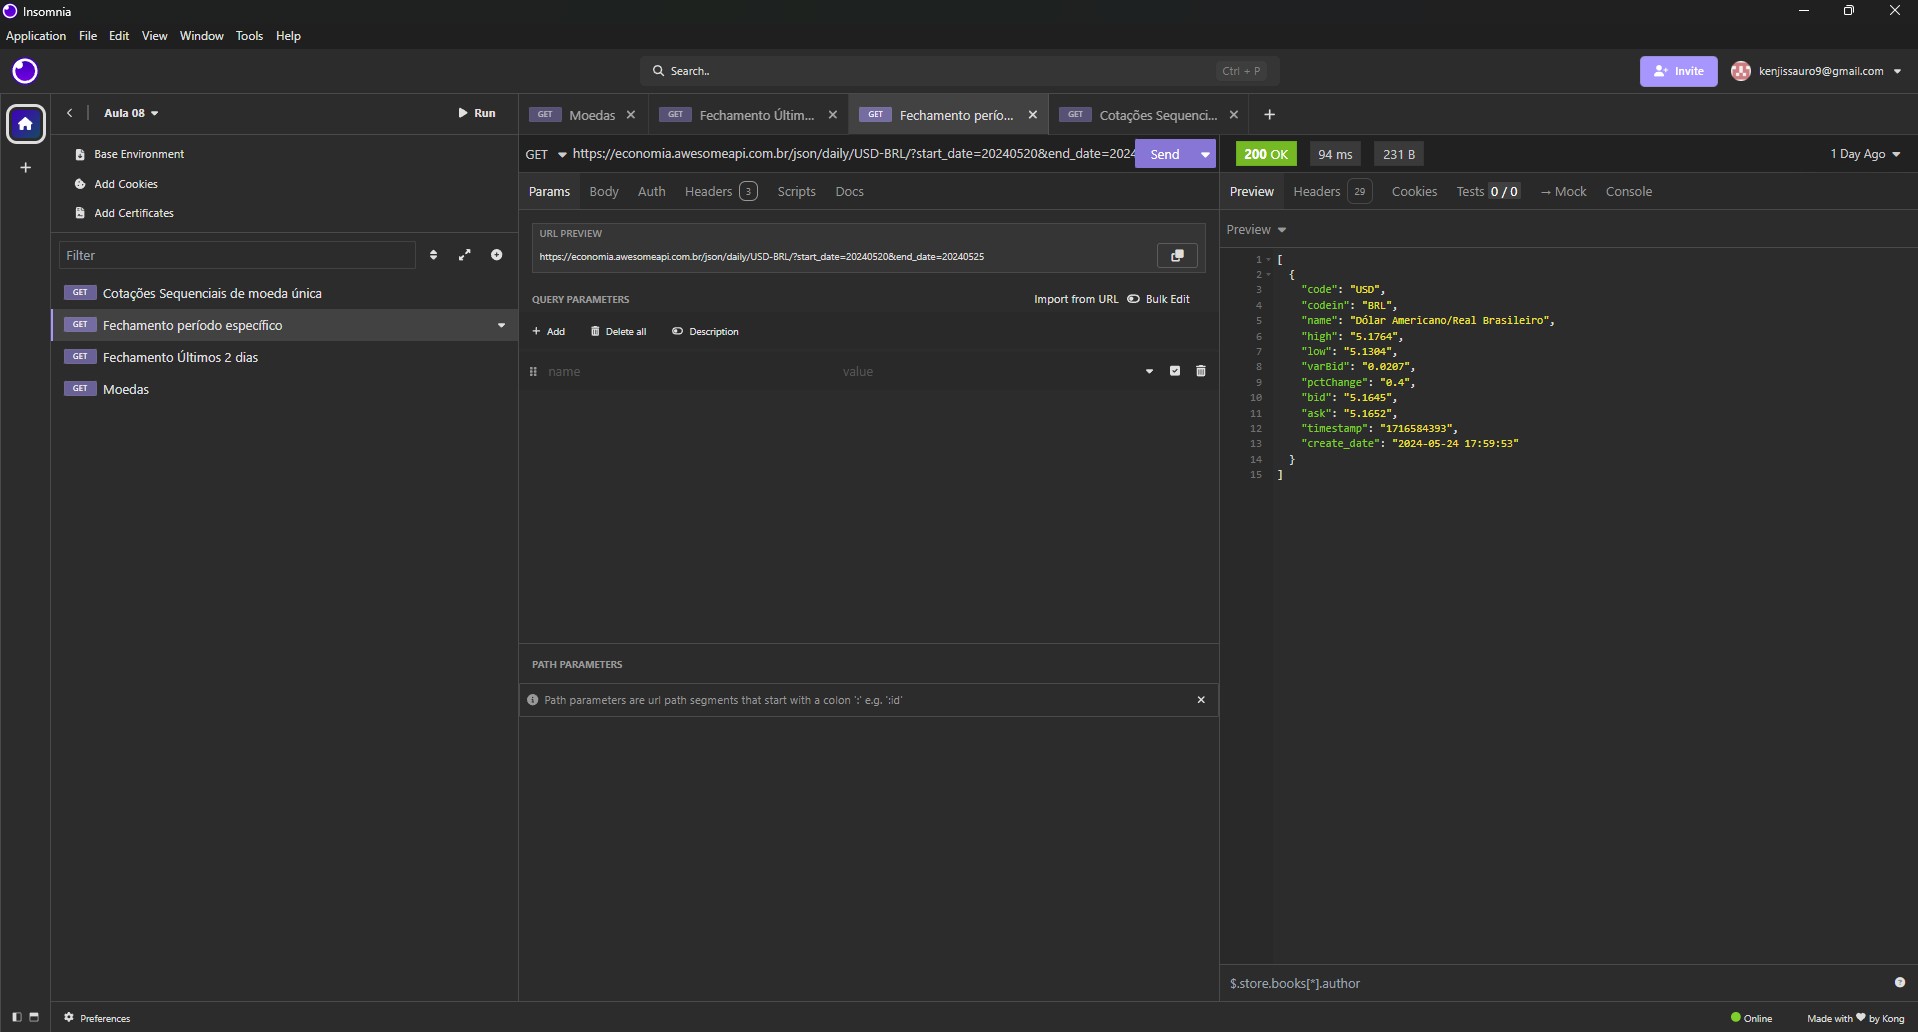 Insomnia
Application File Edit View Window Tools Help
Search.. Ctrl + P Invite kenjissauro9@gmail.com
Aula 08 Run
Base Environment
Add Cookies
Add Certificates
Filter
GET Cotações Sequenciais de moeda única
GET Fechamento período específico
GET Fechamento Últimos 2 dias
GET Moedas
GET Moedas GET Fechamento Últim... GET Fechamento perío... GET Cotações Sequenci...
GET https://economia.awesomeapi.com.br/json/daily/USD-BRL/?start_date=20240520&end_date=2024 Send
Params Body Auth Headers 3 Scripts Docs
URL PREVIEW
https://economia.awesomeapi.com.br/json/daily/USD-BRL/?start_date=20240520&end_date=20240525
QUERY PARAMETERS Import from URL Bulk Edit
+ Add Delete all Description
name value
PATH PARAMETERS
Path parameters are url path segments that start with a colon ':' e.g. ':id'
200 OK 94 ms 231 B 1 Day Ago
Preview Headers 29 Cookies Tests 0 / 0 → Mock Console
Preview
1 [
2 {
3 "code": "USD",
4 "codein": "BRL",
5 "name": "Dólar Americano/Real Brasileiro",
6 "high": "5.1764",
7 "low": "5.1304",
8 "varBid": "0.0207",
9 "pctChange": "0.4",
10 "bid": "5.1645",
11 "ask": "5.1652",
12 "timestamp": "1716584393",
13 "create_date": "2024-05-24 17:59:53"
14 }
15 ]
$.store.books[*].author
Preferences Online Made with ❤ by Kong